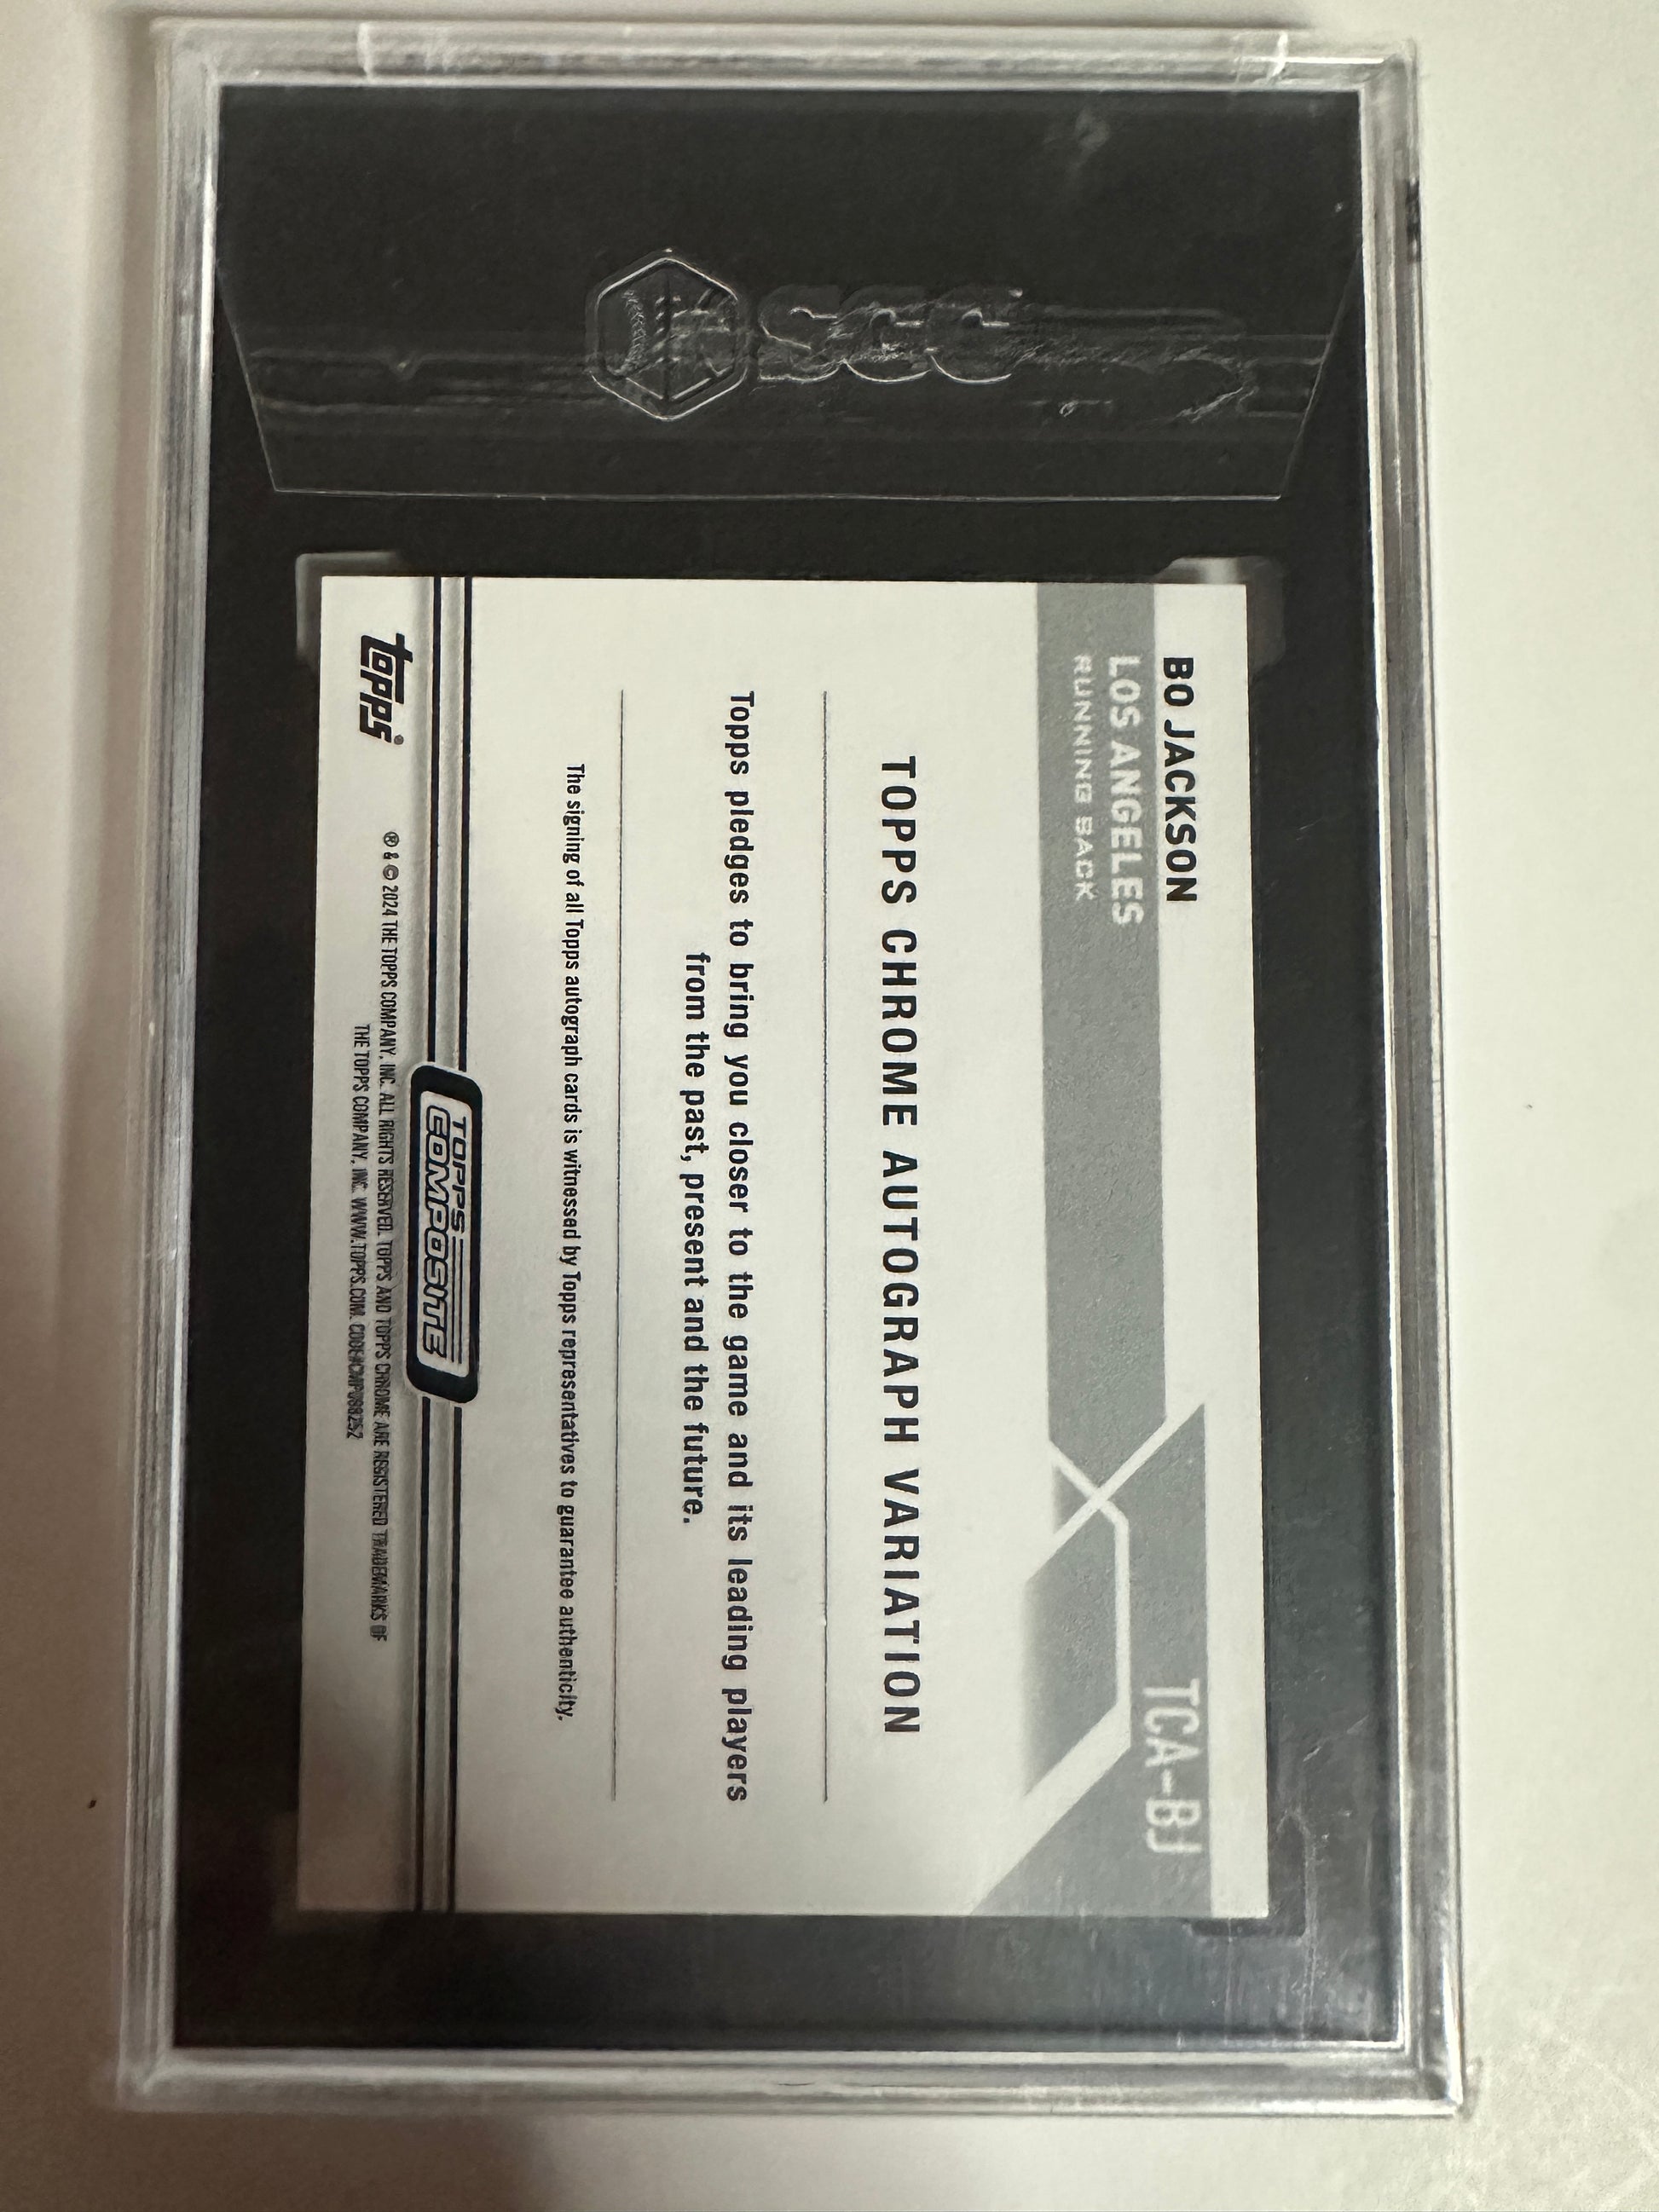 SGC
BO JACKSON
LOS ANGELES
RUNNING BACK
TCA-BJ
TOPPS CHROME AUTOGRAPH VARIATION
Topps pledges to bring you closer to the game and its leading players
from the past, present and the future.
The signing of all Topps autograph cards is witnessed by Topps representatives to guarantee authenticity.
TOPPS
COMPOSITE
topps
® & © 2024 THE TOPPS COMPANY, INC. ALL RIGHTS RESERVED. TOPPS AND TOPPS CHROME ARE REGISTERED TRADEMARKS OF
THE TOPPS COMPANY, INC. WWW.TOPPS.COM. CODE#CMP088252